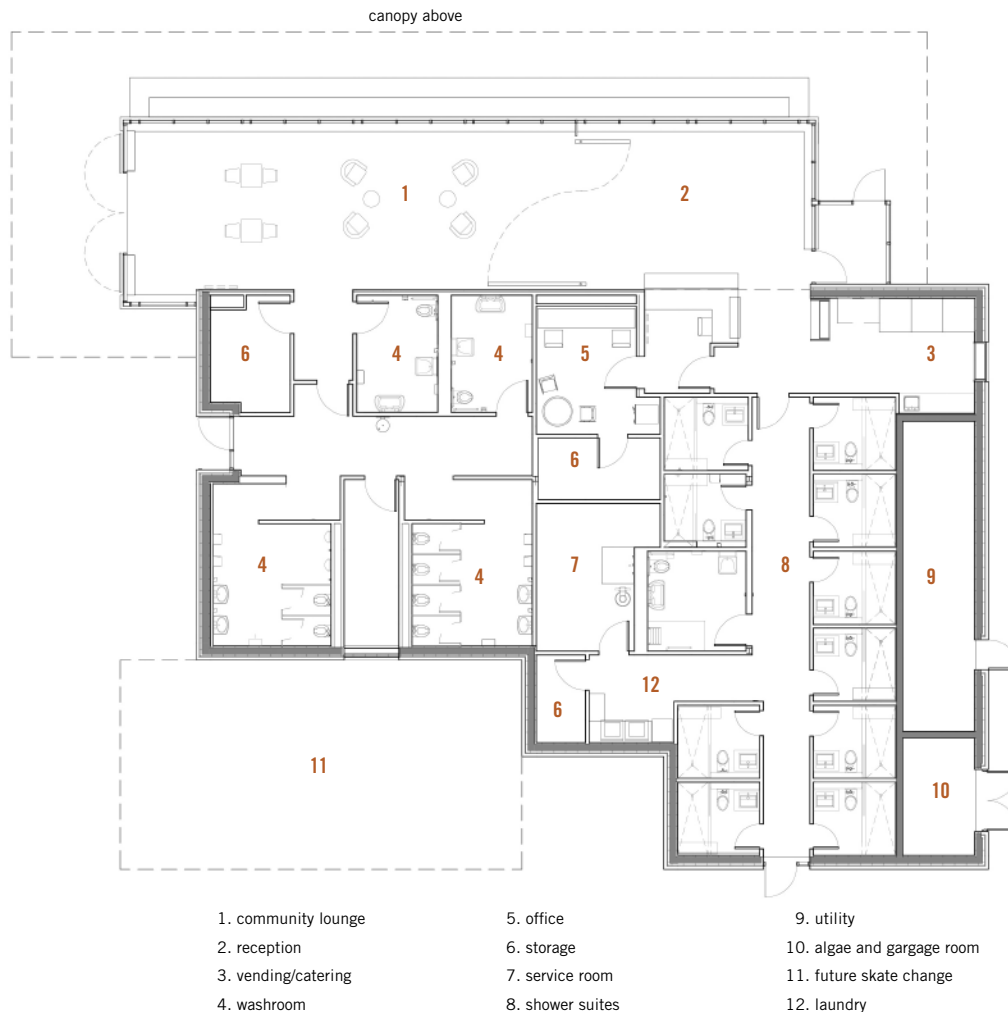 canopy above
1
2
6
4
4
5
3
6
4
4
7
8
9
12
6
11
10
1. community lounge
2. reception
3. vending/catering
4. washroom
5. office
6. storage
7. service room
8. shower suites
9. utility
10. algae and gargage room
11. future skate change
12. laundry